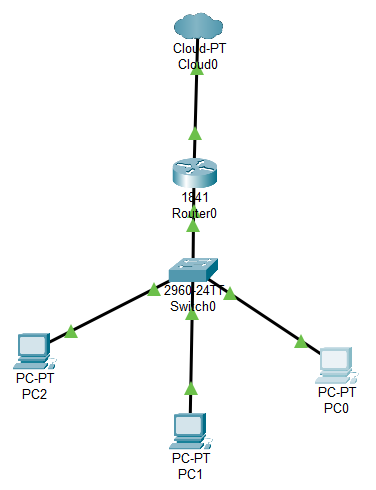 Cloud-PT
Cloud0
1841
Router0
2960-24TT
Switch0
PC-PT
PC2
PC-PT
PC0
PC-PT
PC1